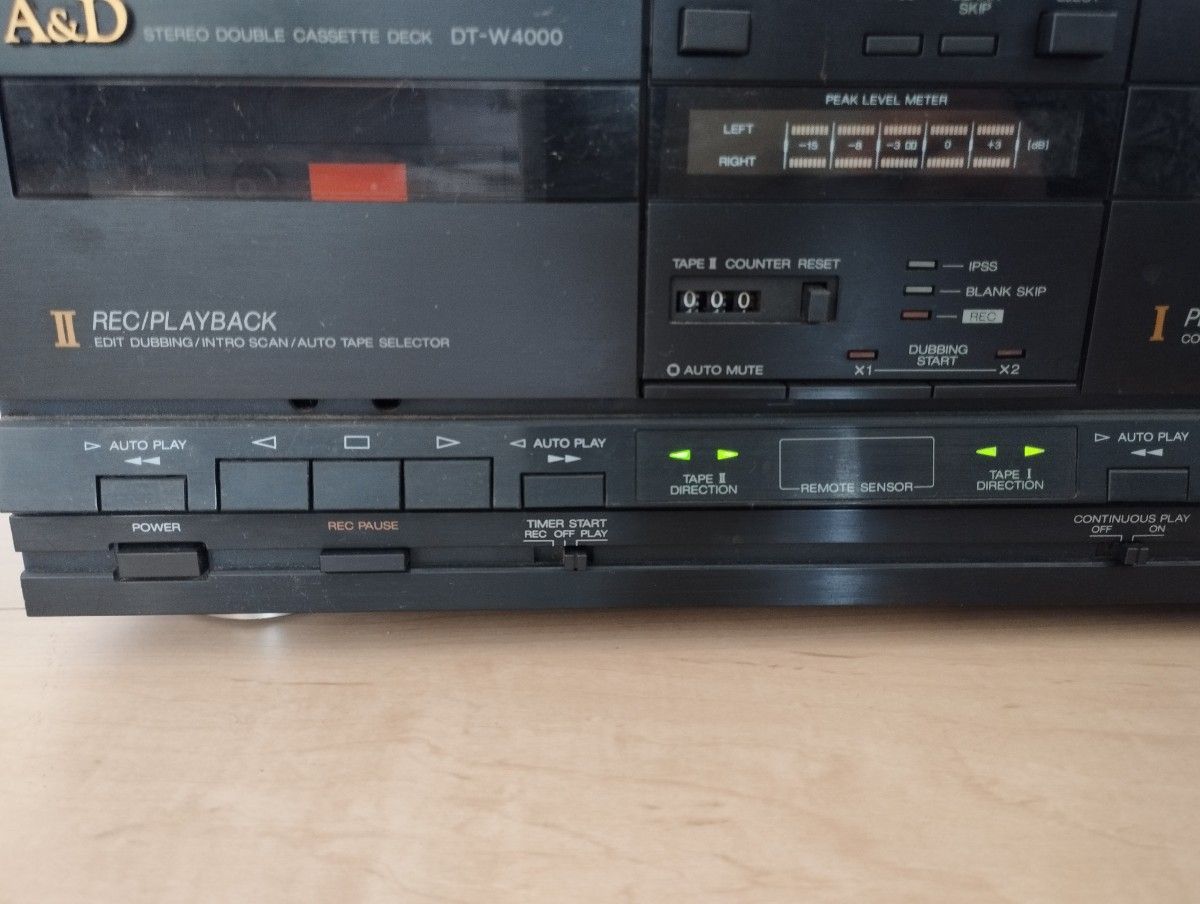 A&D STEREO DOUBLE CASSETTE DECK DT-W4000
SKIP
PEAK LEVEL METER
LEFT
-15 -8 -3 0 +3 [dB]
RIGHT
TAPE II COUNTER RESET
000
IPSS
BLANK SKIP
REC
AUTO MUTE
DUBBING
START
X1 X2
II REC/PLAYBACK
EDIT DUBBING/INTRO SCAN/AUTO TAPE SELECTOR
I
AUTO PLAY
AUTO PLAY
TAPE II
DIRECTION
REMOTE SENSOR
TAPE I
DIRECTION
AUTO PLAY
POWER
REC PAUSE
TIMER START
REC OFF PLAY
CONTINUOUS PLAY
OFF ON